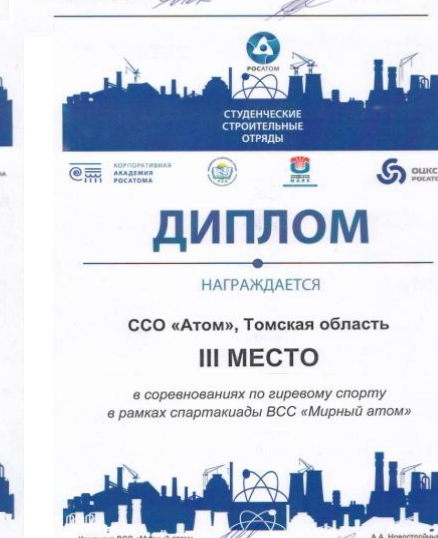 РОСАТОМ
СТУДЕНЧЕСКИЕ
СТРОИТЕЛЬНЫЕ
ОТРЯДЫ
КОРПОРАТИВНАЯ
АКАДЕМИЯ
РОСАТОМА
ОЦКС
ДИПЛОМ
НАГРАЖДАЕТСЯ
ССО «Атом», Томская область
III МЕСТО
в соревнованиях по гиревому спорту
в рамках спартакиады ВСС «Мирный атом»